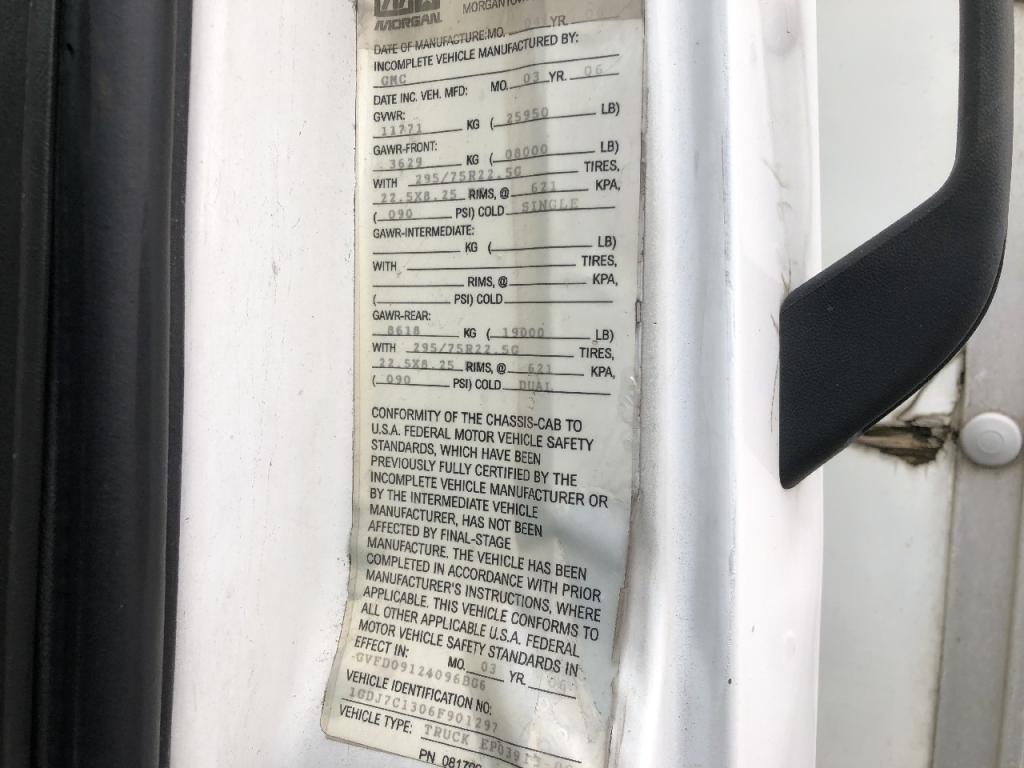 MORGAN
DATE OF MANUFACTURE: MO. 04 YR. 06
INCOMPLETE VEHICLE MANUFACTURED BY:
GMC
DATE INC. VEH. MFD: MO. 03 YR. 06
GVWR:
11771 KG (25950 LB)
GAWR-FRONT:
3629 KG (08000 LB)
WITH 295/75R22.5G TIRES,
22.5X8.25 RIMS, @ 621 KPA,
(090 PSI) COLD SINGLE
GAWR-INTERMEDIATE:
KG ( LB)
WITH TIRES,
RIMS, @ KPA,
( PSI) COLD
GAWR-REAR:
8618 KG (19000 LB)
WITH 295/75R22.5G TIRES,
22.5X8.25 RIMS, @ 621 KPA,
(090 PSI) COLD DUAL
CONFORMITY OF THE CHASSIS-CAB TO
U.S.A. FEDERAL MOTOR VEHICLE SAFETY
STANDARDS, WHICH HAVE BEEN
PREVIOUSLY FULLY CERTIFIED BY THE
INCOMPLETE VEHICLE MANUFACTURER OR
BY THE INTERMEDIATE VEHICLE
MANUFACTURER, HAS NOT BEEN
AFFECTED BY FINAL-STAGE
MANUFACTURE. THE VEHICLE HAS BEEN
COMPLETED IN ACCORDANCE WITH PRIOR
MANUFACTURER'S INSTRUCTIONS, WHERE
APPLICABLE. THIS VEHICLE CONFORMS TO
ALL OTHER APPLICABLE U.S.A. FEDERAL
MOTOR VEHICLE SAFETY STANDARDS IN
EFFECT IN: MO. 03 YR. 06
GVFD09124096B06
VEHICLE IDENTIFICATION NO:
1GDJ7C1306F901297
VEHICLE TYPE: TRUCK
PN